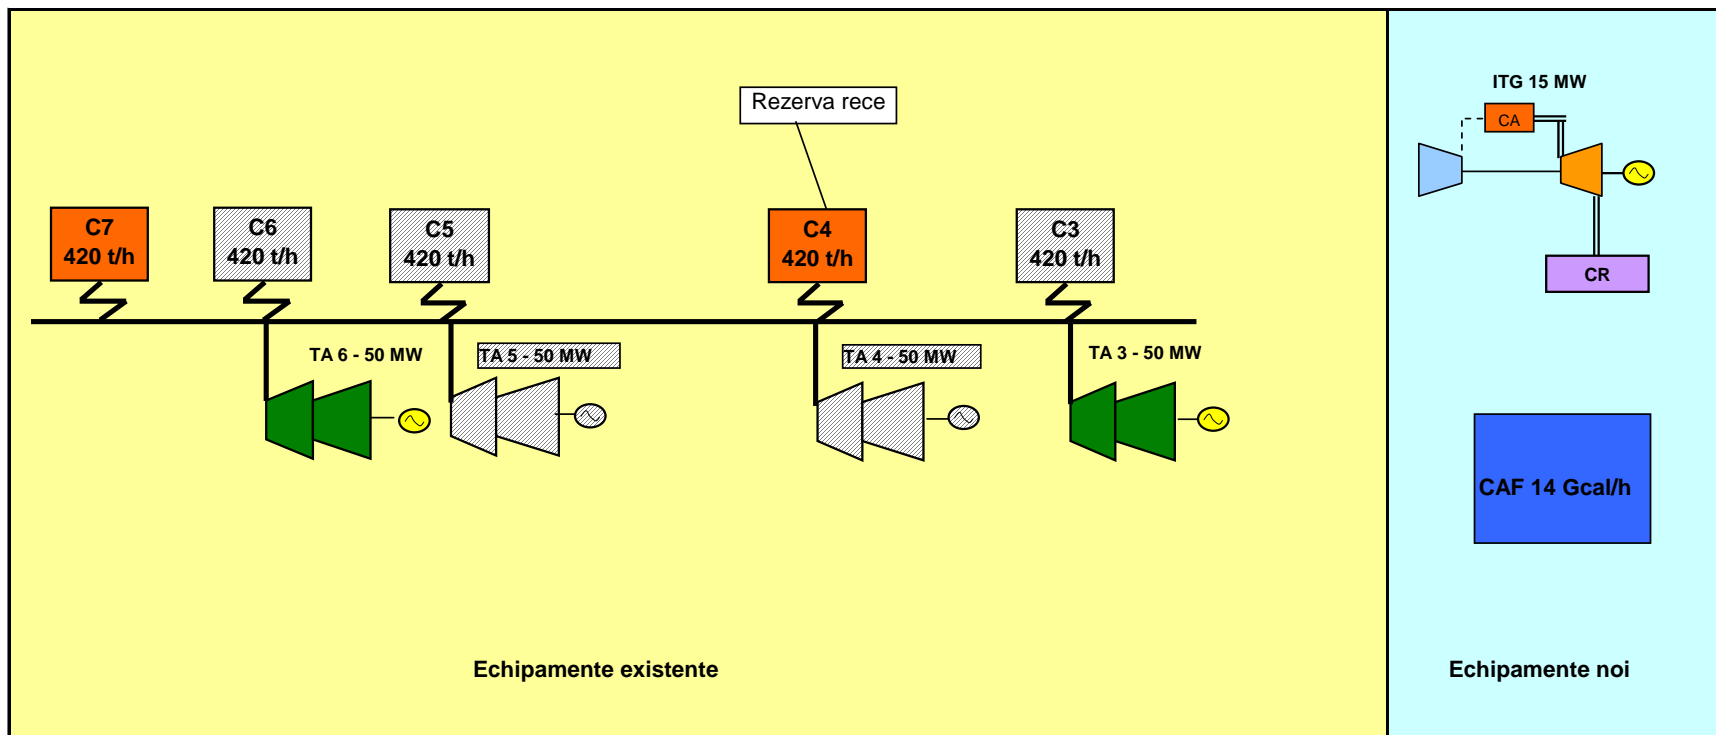 ITG 15 MW
Rezerva rece
CA
C7
420 t/h
C6
420 t/h
C5
420 t/h
C4
420 t/h
C3
420 t/h
CR
TA 6 - 50 MW
TA 5 - 50 MW
TA 4 - 50 MW
TA 3 - 50 MW
CAF 14 Gcal/h
Echipamente existente
Echipamente noi